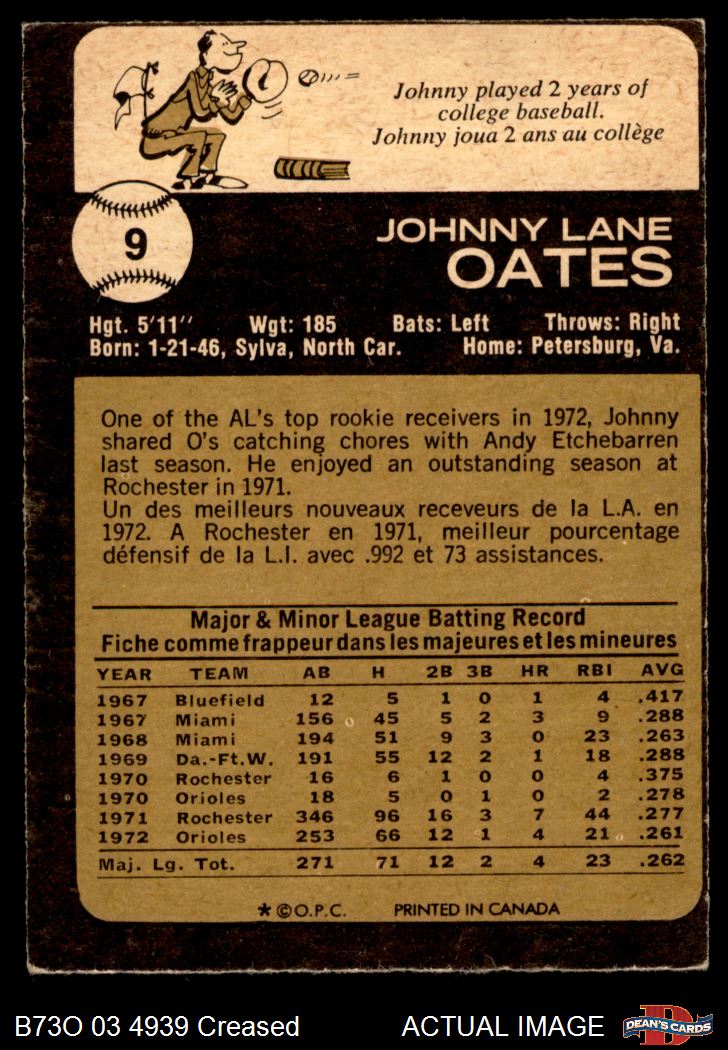 Johnny played 2 years of
college baseball.
Johnny joua 2 ans au collège
9
JOHNNY LANE
OATES
Hgt. 5'11'' Wgt: 185 Bats: Left Throws: Right
Born: 1-21-46, Sylva, North Car. Home: Petersburg, Va.
One of the AL's top rookie receivers in 1972, Johnny
shared O's catching chores with Andy Etchebarren
last season. He enjoyed an outstanding season at
Rochester in 1971.
Un des meilleurs nouveaux receveurs de la L.A. en
1972. A Rochester en 1971, meilleur pourcentage
défensif de la L.I. avec .992 et 73 assistances.
Major & Minor League Batting Record
Fiche comme frappeur dans les majeures et les mineures
YEAR TEAM AB H 2B 3B HR RBI AVG
1967 Bluefield 12 5 1 0 1 4 .417
1967 Miami 156 45 5 2 3 9 .288
1968 Miami 194 51 9 3 0 23 .263
1969 Da.-Ft.W. 191 55 12 2 1 18 .288
1970 Rochester 16 6 1 0 0 4 .375
1970 Orioles 18 5 0 1 0 2 .278
1971 Rochester 346 96 16 3 7 44 .277
1972 Orioles 253 66 12 1 4 21 .261
Maj. Lg. Tot. 271 71 12 2 4 23 .262
★ ©O.P.C. PRINTED IN CANADA
B73O 03 4939 Creased ACTUAL IMAGE
D
DEAN'S CARDS